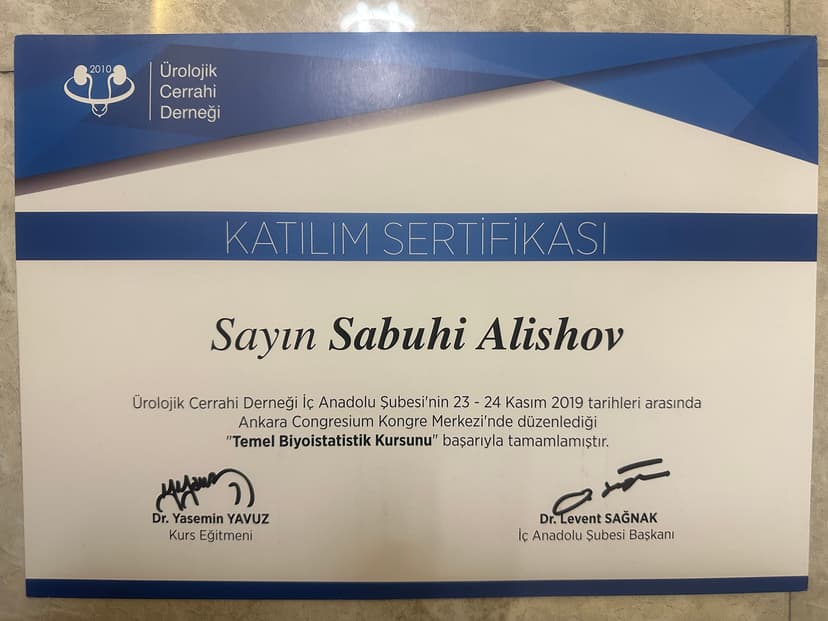 2010
Ürolojik
Cerrahi
Derneği
KATILIM SERTİFİKASI
Sayın Sabuhi Alishov
Ürolojik Cerrahi Derneği İç Anadolu Şubesi'nin 23 - 24 Kasım 2019 tarihleri arasında
Ankara Congresium Kongre Merkezi'nde düzenlediği
"Temel Biyoistatistik Kursunu" başarıyla tamamlamıştır.
Dr. Yasemin YAVUZ
Kurs Eğitmeni
Dr. Levent SAĞNAK
İç Anadolu Şubesi Başkanı